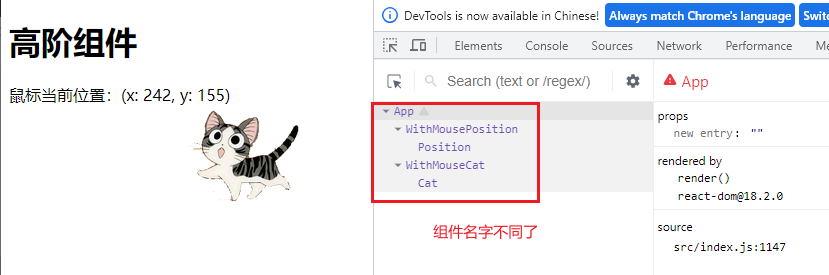 高阶组件
鼠标当前位置：(x: 242, y: 155)
DevTools is now available in Chinese!
Always match Chrome's language
Switc
Elements
Console
Sources
Network
Performance
Memory
Search (text or /regex/)
App
App
WithMousePosition
Position
WithMouseCat
Cat
组件名字不同了
props
new entry: ""
rendered by
render()
react-dom@18.2.0
source
src/index.js:1147